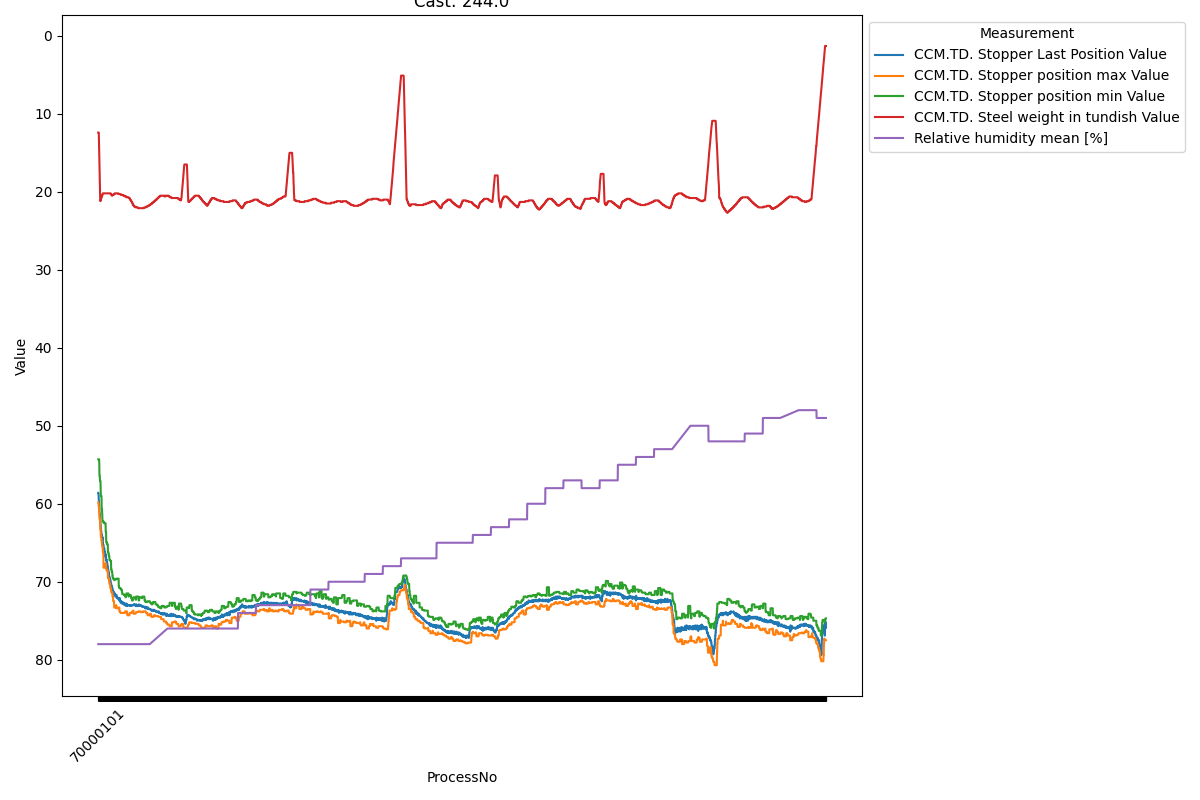 Cast: 244.0
Measurement
CCM.TD. Stopper Last Position Value
CCM.TD. Stopper position max Value
CCM.TD. Stopper position min Value
CCM.TD. Steel weight in tundish Value
Relative humidity mean [%]
Value
0
10
20
30
40
50
60
70
80
70000101
ProcessNo